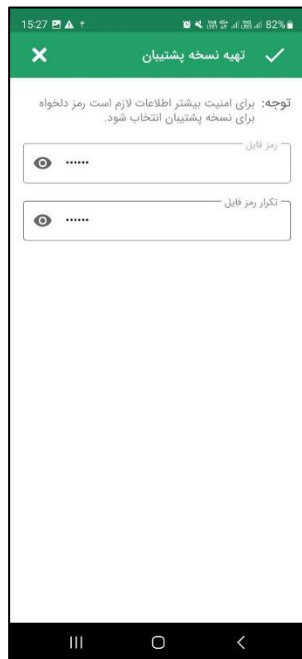 15:27
82%
تهیه نسخه پشتیبان
توجه: برای امنیت بیشتر اطلاعات لازم است رمز دلخواه
برای نسخه پشتیبان انتخاب شود.
رمز فایل
••••••
تکرار رمز فایل
••••••